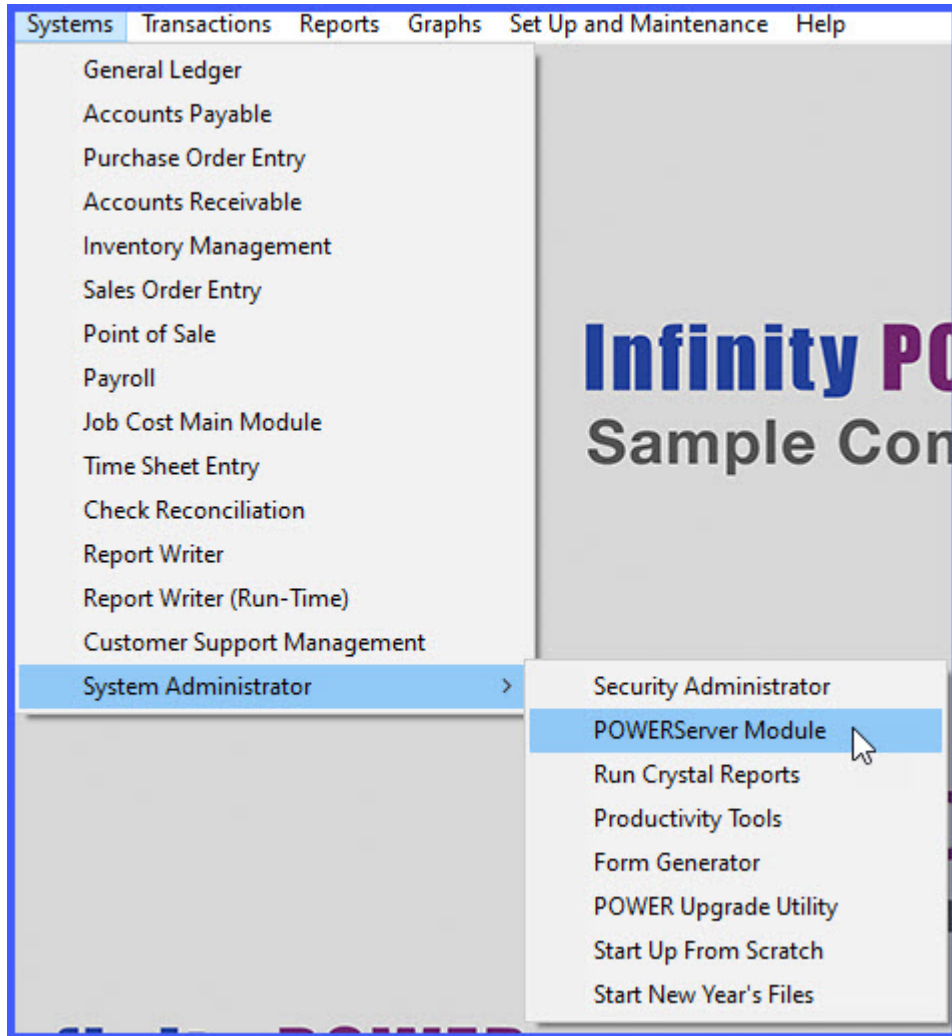 Systems Transactions Reports Graphs Set Up and Maintenance Help
General Ledger
Accounts Payable
Purchase Order Entry
Accounts Receivable
Inventory Management
Sales Order Entry
Point of Sale
Payroll
Job Cost Main Module
Time Sheet Entry
Check Reconciliation
Report Writer
Report Writer (Run-Time)
Customer Support Management
System Administrator
Security Administrator
POWERServer Module
Run Crystal Reports
Productivity Tools
Form Generator
POWER Upgrade Utility
Start Up From Scratch
Start New Year's Files
Infinity PO
Sample Com